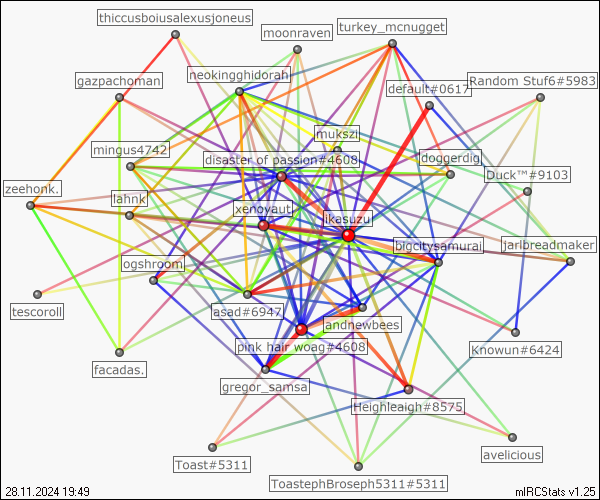 thiccusboiusalexusjoneus
moonraven
turkey_mcnugget
gazpachoman
neokingghidorah
default#0617
Random Stuf6#5983
mukszi
mingus4742
disaster of passion#4608
doggerdig
Duck™#9103
zeehonk.
lahnk
xenoyaut
ikasuzu
bigcitysamurai
jarlbreadmaker
ogshroom
tescoroll
asad#6947
andnewbees
pink hair woag#4608
Knowun#6424
facadas.
gregor_samsa
Heighleaigh#8575
avelicious
Toast#5311
ToastephBroseph5311#5311
28.11.2024 19:49
mIRCStats v1.25